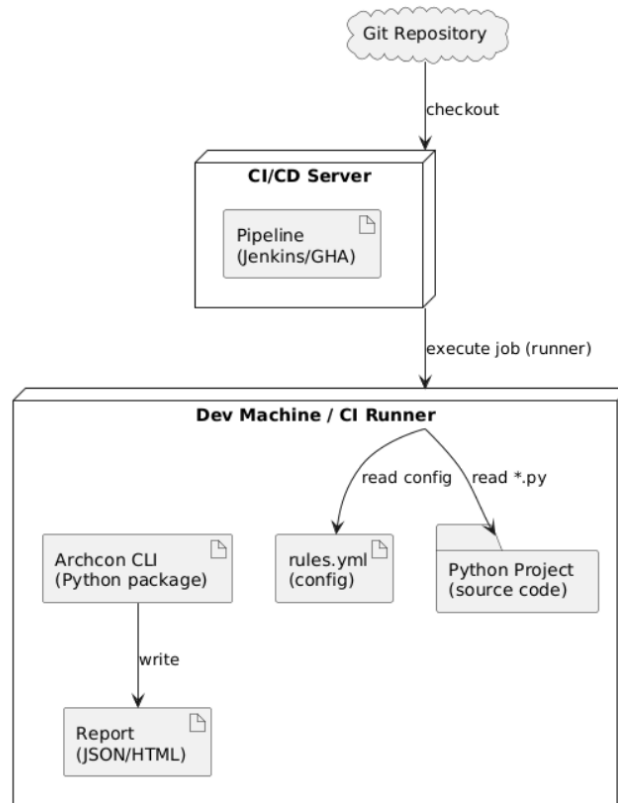 Git Repository
checkout
CI/CD Server
Pipeline
(Jenkins/GHA)
execute job (runner)
Dev Machine / CI Runner
read config
read *.py
Archcon CLI
(Python package)
rules.yml
(config)
Python Project
(source code)
write
Report
(JSON/HTML)